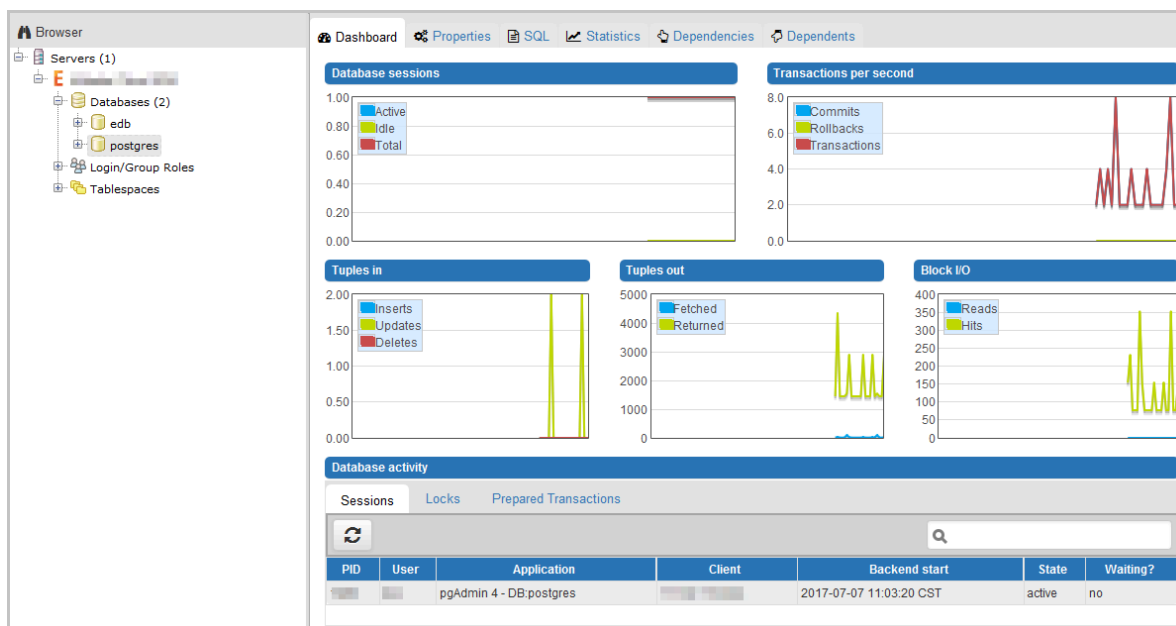 Browser
Servers (1)
Databases (2)
edb
postgres
Login/Group Roles
Tablespaces
Dashboard Properties SQL Statistics Dependencies Dependents
Database sessions
1.00
0.80
0.60
0.40
0.20
0.00
Active
Idle
Total
Transactions per second
8.0
6.0
4.0
2.0
0.0
Commits
Rollbacks
Transactions
Tuples in
2.00
1.50
1.00
0.50
0.00
Inserts
Updates
Deletes
Tuples out
5000
4000
3000
2000
1000
0
Fetched
Returned
Block I/O
400
350
300
250
200
150
100
50
0
Reads
Hits
Database activity
Sessions Locks Prepared Transactions
PID User Application Client Backend start State Waiting?
pgAdmin 4 - DB:postgres 2017-07-07 11:03:20 CST active no